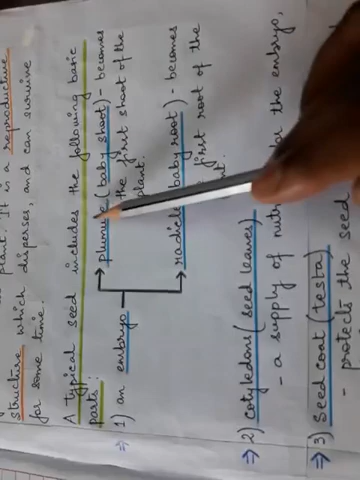 plant. It is a reproductive
structure which disperses, and can survive
for some time.
A typical seed includes the following basic
parts:
⇒ 1) an embryo
plumule (baby shoot) - becomes
the first shoot of the
plant.
radicle (baby root) - becomes
first root of the
⇒ 2) cotyledons (seed leaves)
- a supply of the embryo,
⇒ 3) Seed coat (testa)
- protects the seed